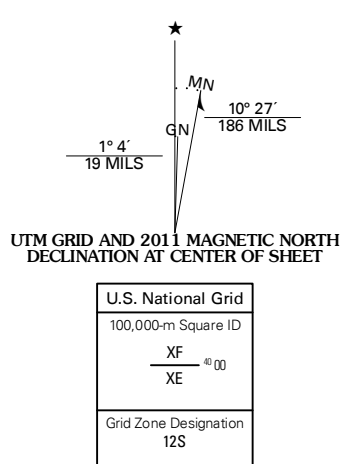 ★
MN
GN
10° 27´
186 MILS
1° 4´
19 MILS
UTM GRID AND 2011 MAGNETIC NORTH
DECLINATION AT CENTER OF SHEET
U.S. National Grid
100,000-m Square ID
XF
40 00
XE
Grid Zone Designation
12S